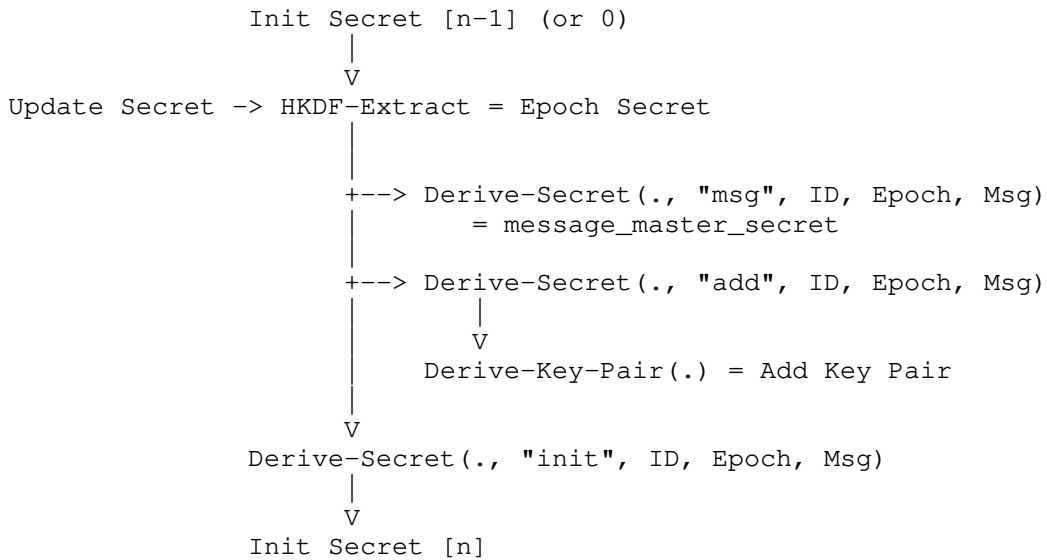 Init Secret [n-1] (or 0)
|
V
Update Secret -> HKDF-Extract = Epoch Secret
|
|
+--> Derive-Secret(., "msg", ID, Epoch, Msg)
| = message_master_secret
|
+--> Derive-Secret(., "add", ID, Epoch, Msg)
| |
| V
| Derive-Key-Pair(.) = Add Key Pair
|
V
Derive-Secret(., "init", ID, Epoch, Msg)
|
V
Init Secret [n]